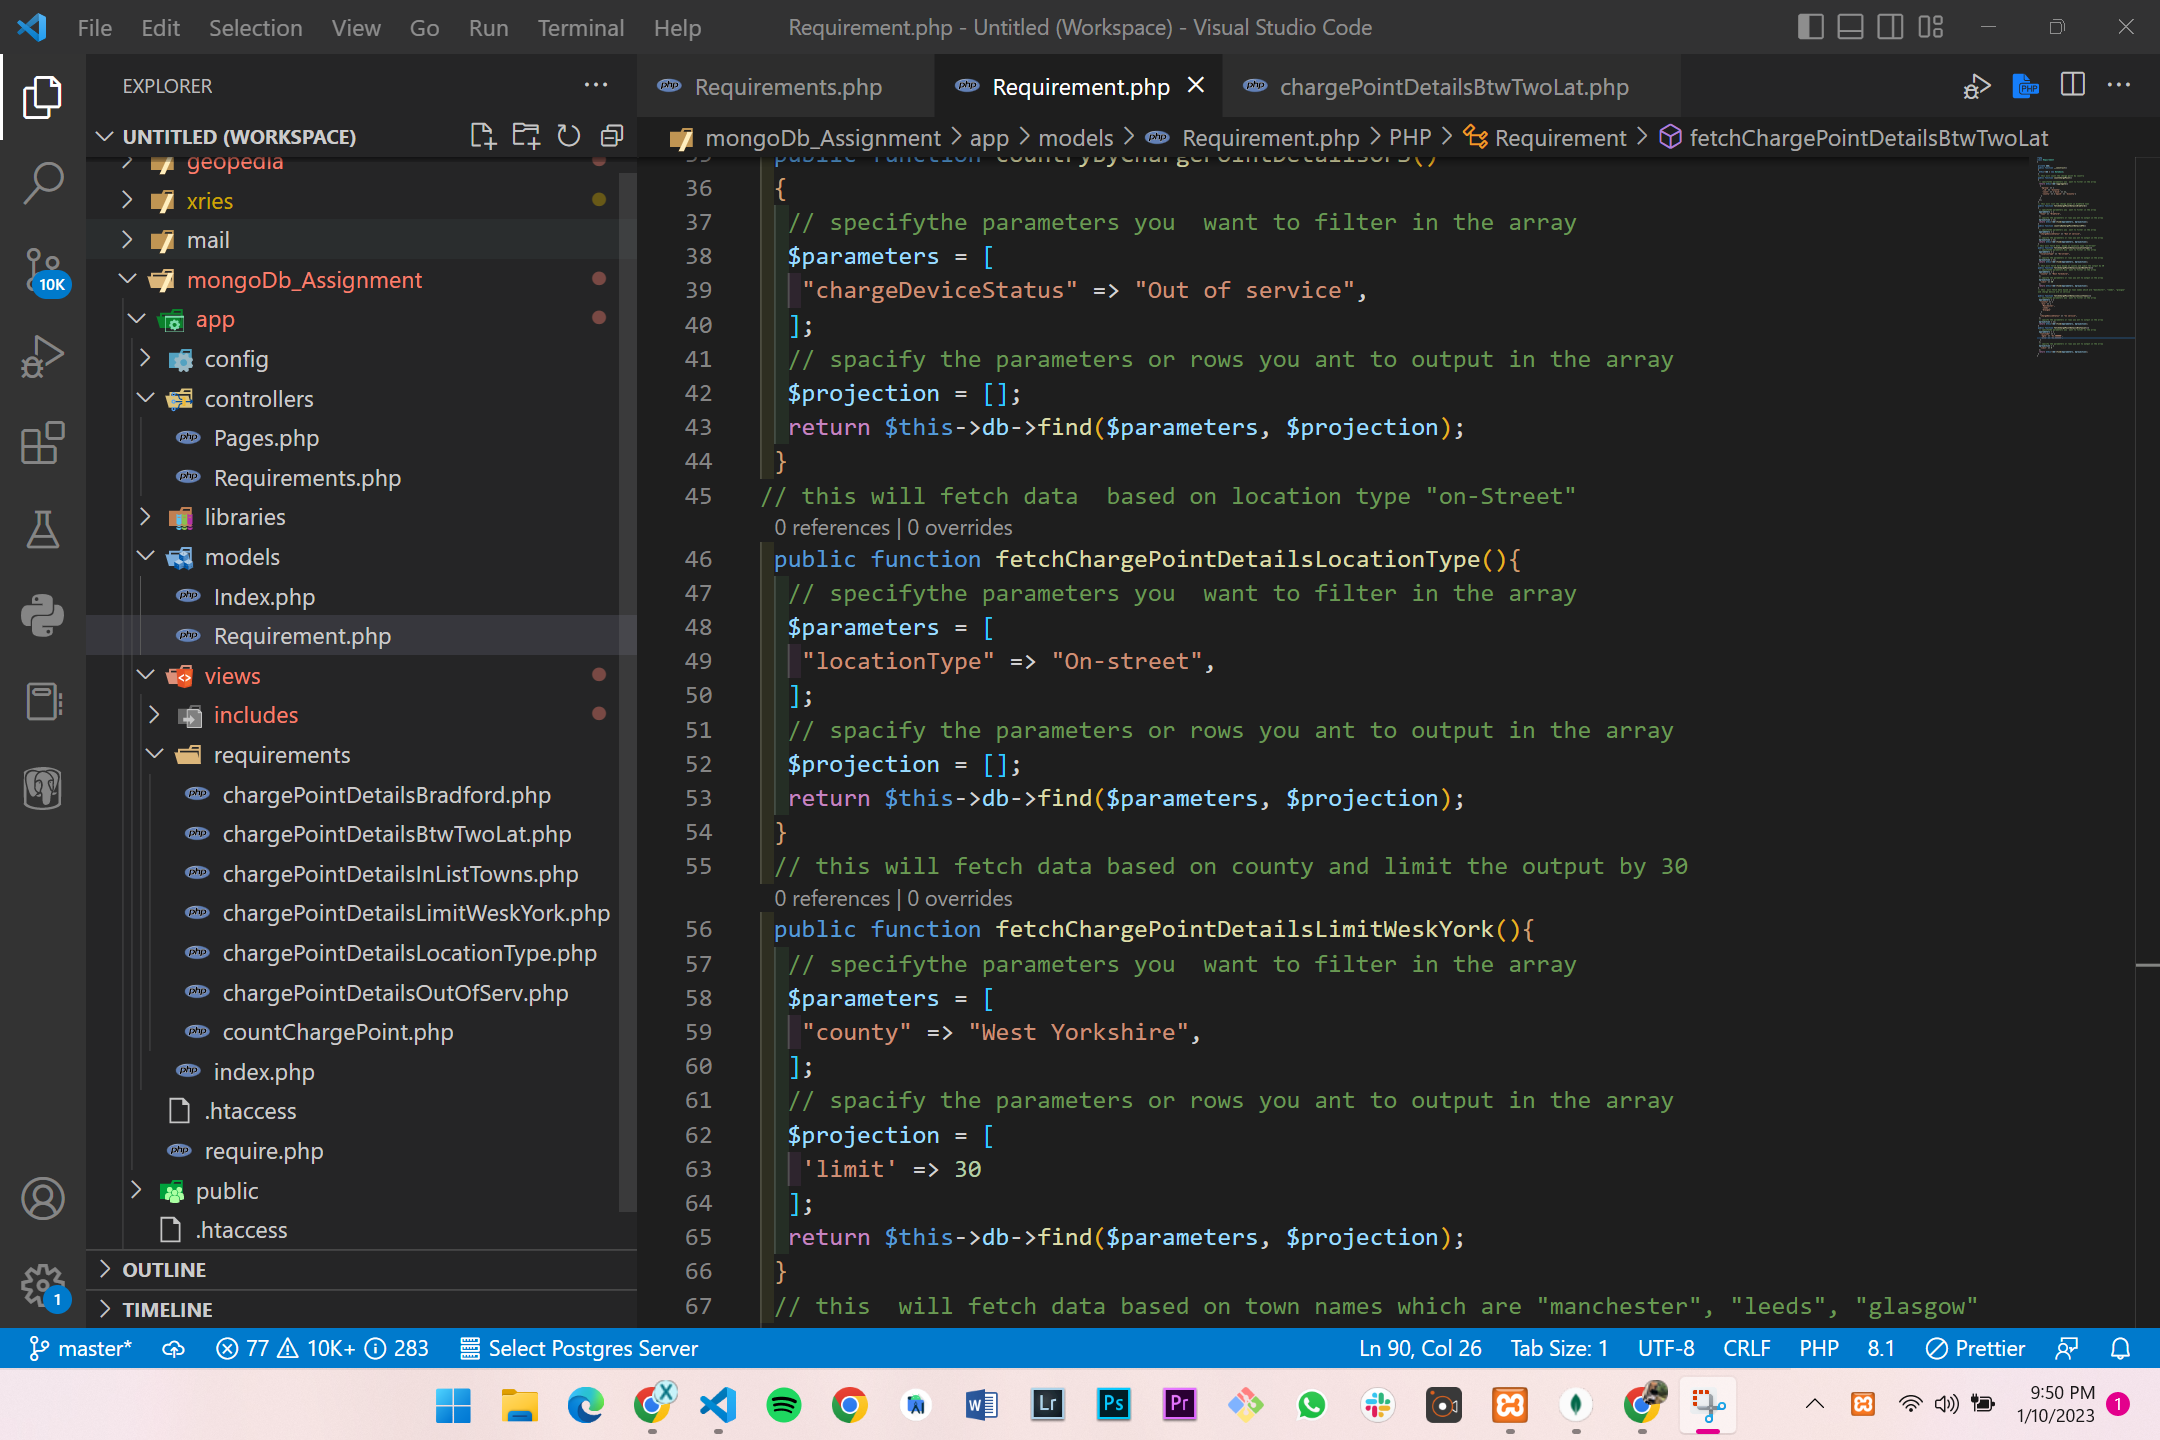 File Edit Selection View Go Run Terminal Help
Requirement.php - Untitled (Workspace) - Visual Studio Code
EXPLORER
UNTITLED (WORKSPACE)
geopedia
xries
mail
mongoDb_Assignment
app
config
controllers
Pages.php
Requirements.php
libraries
models
Index.php
Requirement.php
views
includes
requirements
chargePointDetailsBradford.php
chargePointDetailsBtwTwoLat.php
chargePointDetailsInListTowns.php
chargePointDetailsLimitWeskYork.php
chargePointDetailsLocationType.php
chargePointDetailsOutOfServ.php
countChargePoint.php
index.php
.htaccess
require.php
public
.htaccess
OUTLINE
TIMELINE
10K
1
Requirements.php
Requirement.php
chargePointDetailsBtwTwoLat.php
mongoDb_Assignment > app > models > Requirement.php > PHP > Requirement > fetchChargePointDetailsBtwTwoLat
36 {
37 // specifythe parameters you  want to filter in the array
38 $parameters = [
39 "chargeDeviceStatus" => "Out of service",
40 ];
41 // spacify the parameters or rows you ant to output in the array
42 $projection = [];
43 return $this->db->find($parameters, $projection);
44 }
45 // this will fetch data  based on location type "on-Street"
0 references | 0 overrides
46 public function fetchChargePointDetailsLocationType(){
47 // specifythe parameters you  want to filter in the array
48 $parameters = [
49 "locationType" => "On-street",
50 ];
51 // spacify the parameters or rows you ant to output in the array
52 $projection = [];
53 return $this->db->find($parameters, $projection);
54 }
55 // this will fetch data based on county and limit the output by 30
0 references | 0 overrides
56 public function fetchChargePointDetailsLimitWeskYork(){
57 // specifythe parameters you  want to filter in the array
58 $parameters = [
59 "county" => "West Yorkshire",
60 ];
61 // spacify the parameters or rows you ant to output in the array
62 $projection = [
63 'limit' => 30
64 ];
65 return $this->db->find($parameters, $projection);
66 }
67 // this  will fetch data based on town names which are "manchester", "leeds", "glasgow"
master* 77 10K+ 283 Select Postgres Server
Ln 90, Col 26 Tab Size: 1 UTF-8 CRLF PHP 8.1 Prettier
Lr Ps Pr
9:50 PM
1/10/2023
1